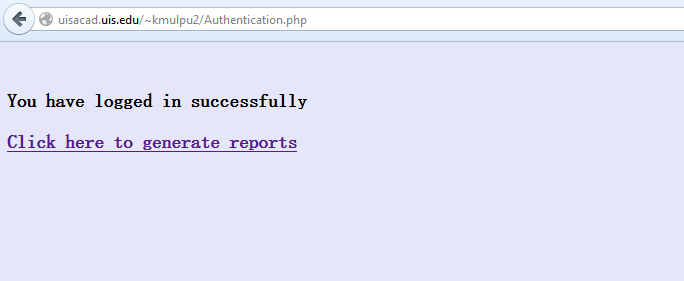 uisacad.uis.edu/~kmulpu2/Authentication.php
You have logged in successfully
Click here to generate reports